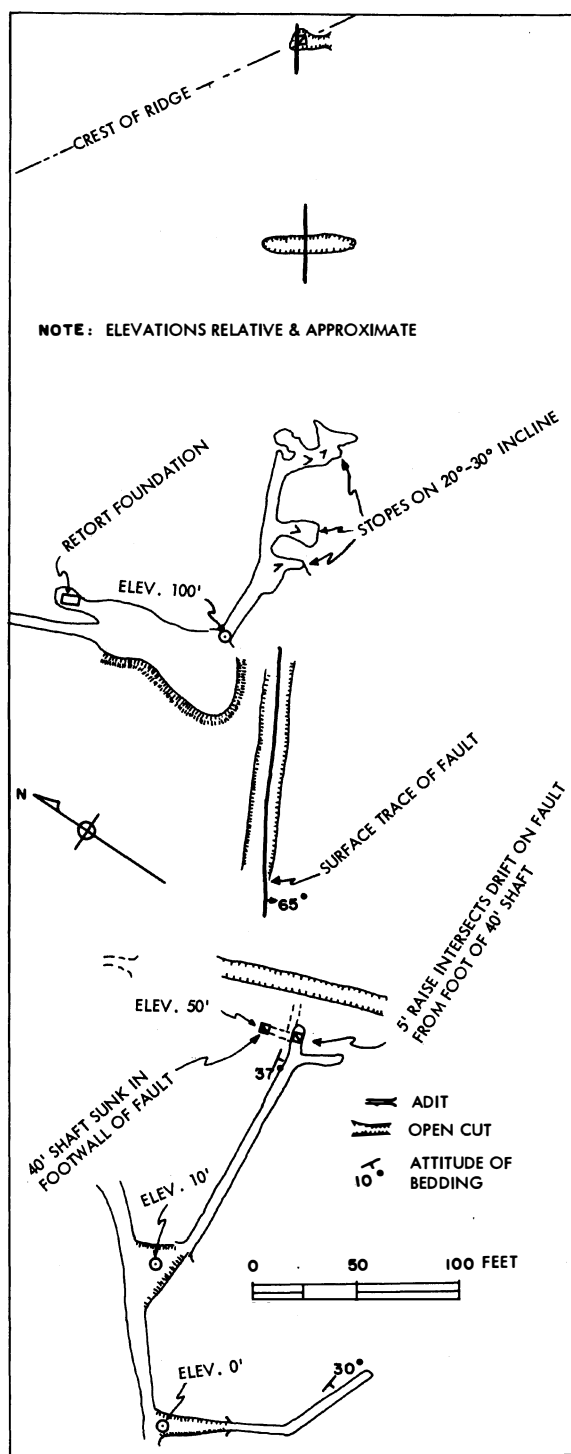 CREST OF RIDGE
NOTE: ELEVATIONS RELATIVE & APPROXIMATE
RETORT FOUNDATION
STOPES ON 20°-30° INCLINE
ELEV. 100'
N
SURFACE TRACE OF FAULT
65°
5' RAISE INTERSECTS DRIFT ON FAULT
FROM FOOT OF 40' SHAFT
ELEV. 50'
37°
40' SHAFT SUNK IN
FOOTWALL OF FAULT
ADIT
OPEN CUT
ATTITUDE OF
BEDDING
10°
ELEV. 10'
0 50 100 FEET
30°
ELEV. 0'